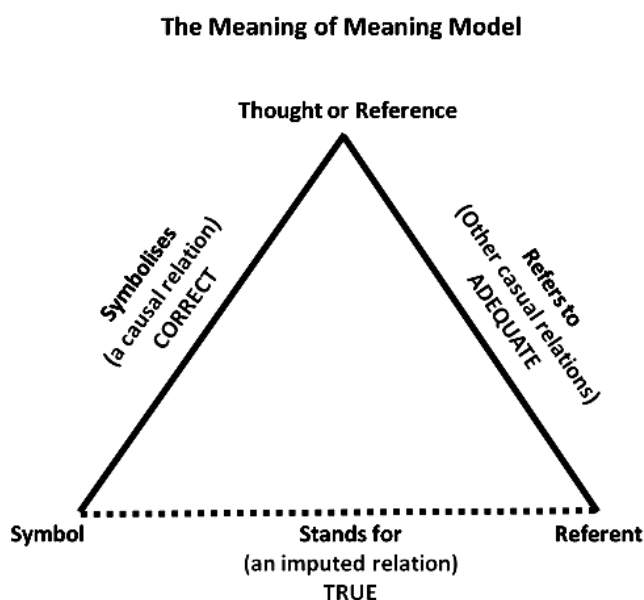 The Meaning of Meaning Model
Thought or Reference
Symbolises
(a causal relation)
CORRECT
Refers to
(Other casual relations)
ADEQUATE
Symbol
Stands for
Referent
(an imputed relation)
TRUE